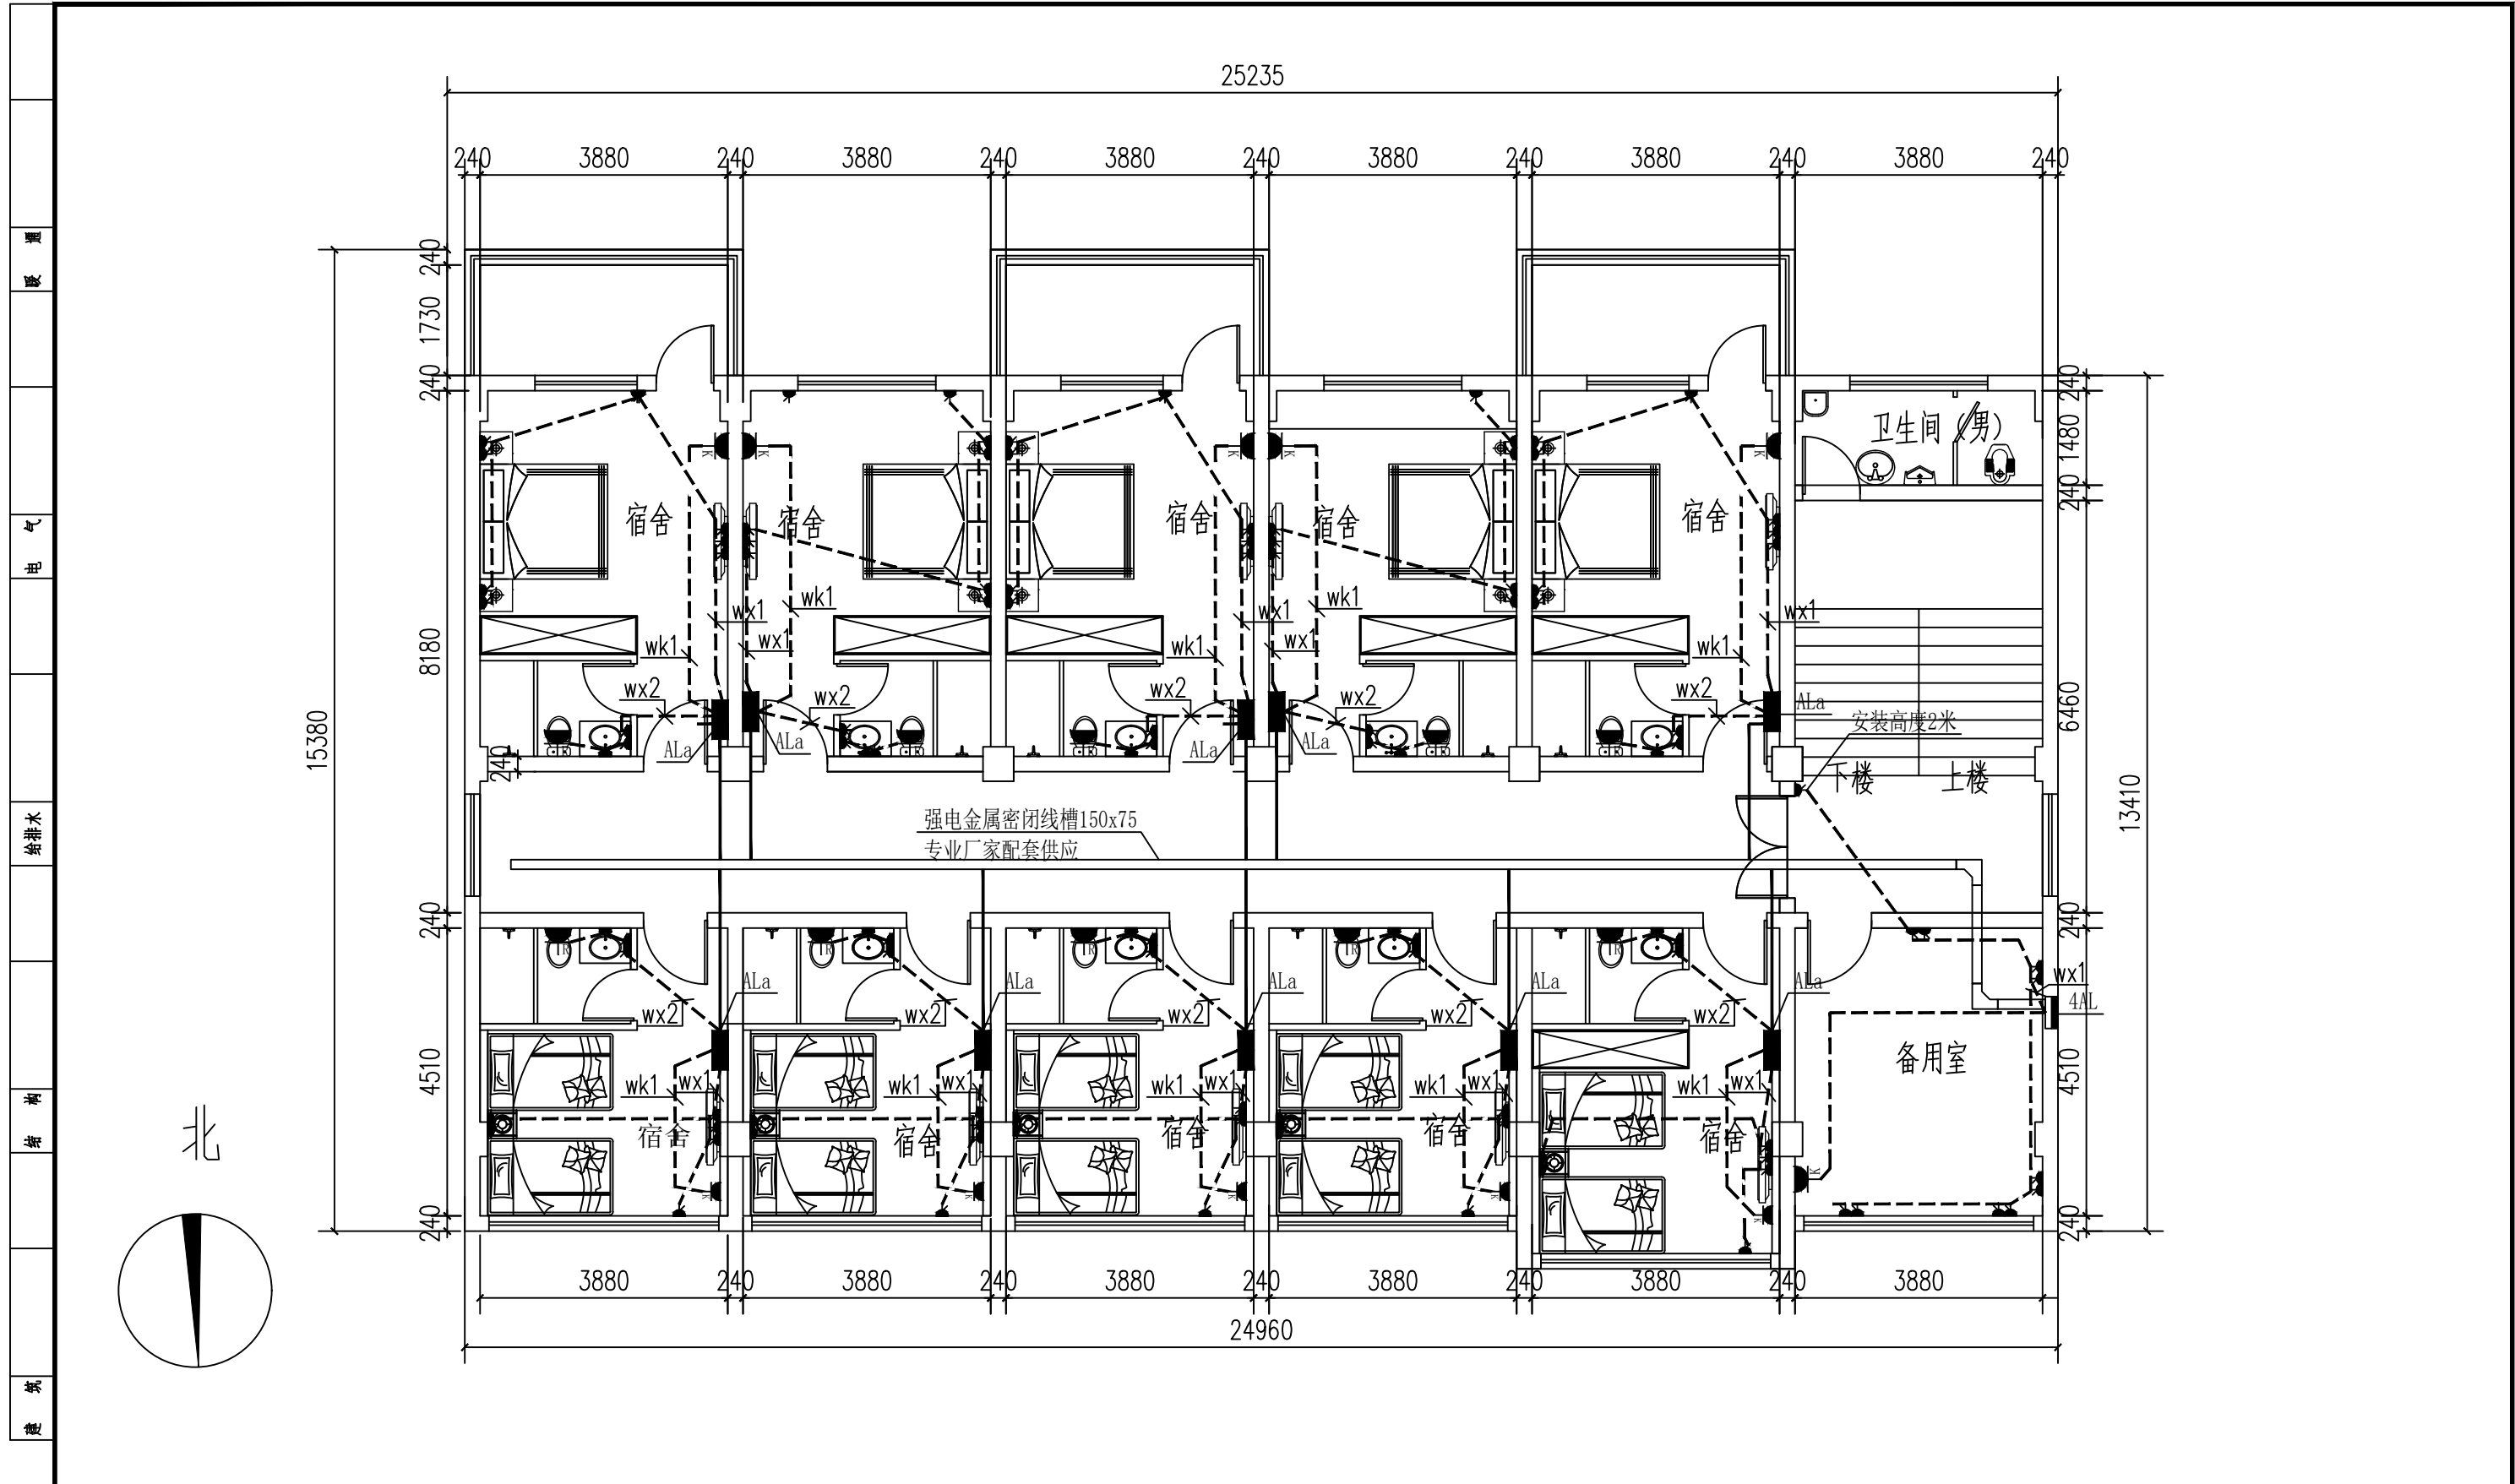 25235
240 3880 240 3880 240 3880 240 3880 240 3880 240 3880 240
暖 通
电 气
给排水
结 构
建 筑
240
1730
240
8180
240
4510
240
15380
240
1480
240
6460
240
4510
240
13410
卫生间(男)
宿舍
宿舍
宿舍
宿舍
宿舍
K
K
K
K
K
wk1
wx1
wk1
wx1
wk1
wx1
wk1
wx1
wk1
wx1
wx2
wx2
wx2
wx2
wx2
ALa
ALa
ALa
ALa
ALa
240
安装高度2米
下楼
上楼
强电金属密闭线槽150x75
专业厂家配套供应
R
R
R
R
R
ALa
ALa
ALa
ALa
ALa
wx1
4AL
wx2
wx2
wx2
wx2
wx2
备用室
wk1
wx1
wk1
wx1
wk1
wx1
wk1
wx1
wk1
wx1
宿舍
宿舍
宿舍
宿舍
宿舍
K
K
K
K
K
K
北
3880 240 3880 240 3880 240 3880 240 3880 240 3880
24960